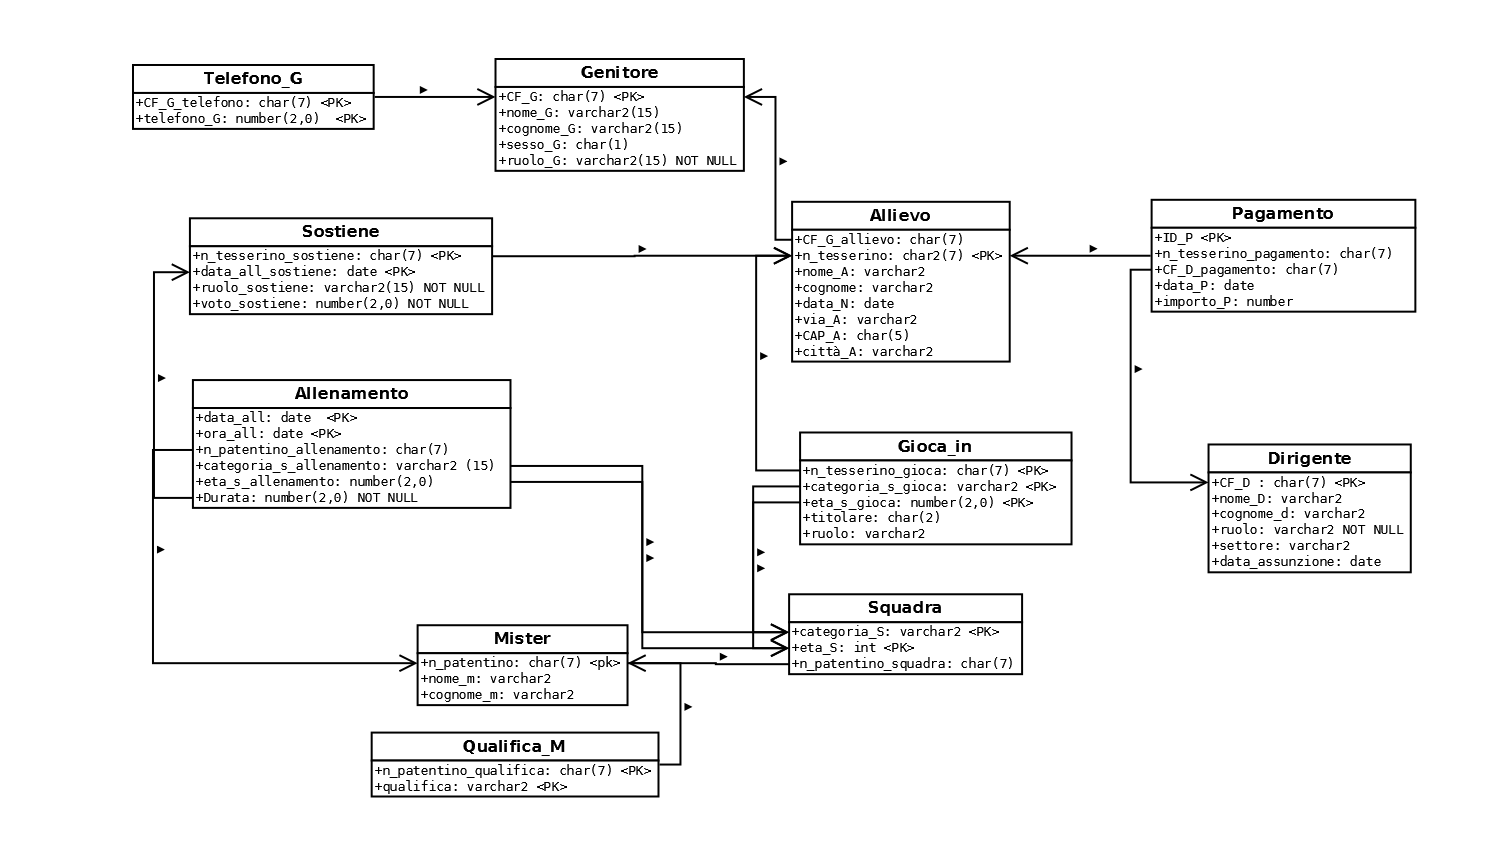 Telefono_G
+CF_G_telefono: char(7) <PK>
+telefono_G: number(2,0)  <PK>
Genitore
+CF_G: char(7) <PK>
+nome_G: varchar2(15)
+cognome_G: varchar2(15)
+sesso_G: char(1)
+ruolo_G: varchar2(15) NOT NULL
Sostiene
+n_tesserino_sostiene: char(7) <PK>
+data_all_sostiene: date <PK>
+ruolo_sostiene: varchar2(15) NOT NULL
+voto_sostiene: number(2,0) NOT NULL
Allievo
+CF_G_allievo: char(7)
+n_tesserino: char2(7) <PK>
+nome_A: varchar2
+cognome: varchar2
+data_N: date
+via_A: varchar2
+CAP_A: char(5)
+città_A: varchar2
Pagamento
+ID_P <PK>
+n_tesserino_pagamento: char(7)
+CF_D_pagamento: char(7)
+data_P: date
+importo_P: number
Allenamento
+data_all: date  <PK>
+ora_all: date <PK>
+n_patentino_allenamento: char(7)
+categoria_s_allenamento: varchar2 (15)
+eta_s_allenamento: number(2,0)
+Durata: number(2,0) NOT NULL
Gioca_in
+n_tesserino_gioca: char(7) <PK>
+categoria_s_gioca: varchar2 <PK>
+eta_s_gioca: number(2,0) <PK>
+titolare: char(2)
+ruolo: varchar2
Dirigente
+CF_D : char(7) <PK>
+nome_D: varchar2
+cognome_d: varchar2
+ruolo: varchar2 NOT NULL
+settore: varchar2
+data_assunzione: date
Mister
+n_patentino: char(7) <pk>
+nome_m: varchar2
+cognome_m: varchar2
Squadra
+categoria_S: varchar2 <PK>
+eta_S: int <PK>
+n_patentino_squadra: char(7)
Qualifica_M
+n_patentino_qualifica: char(7) <PK>
+qualifica: varchar2 <PK>